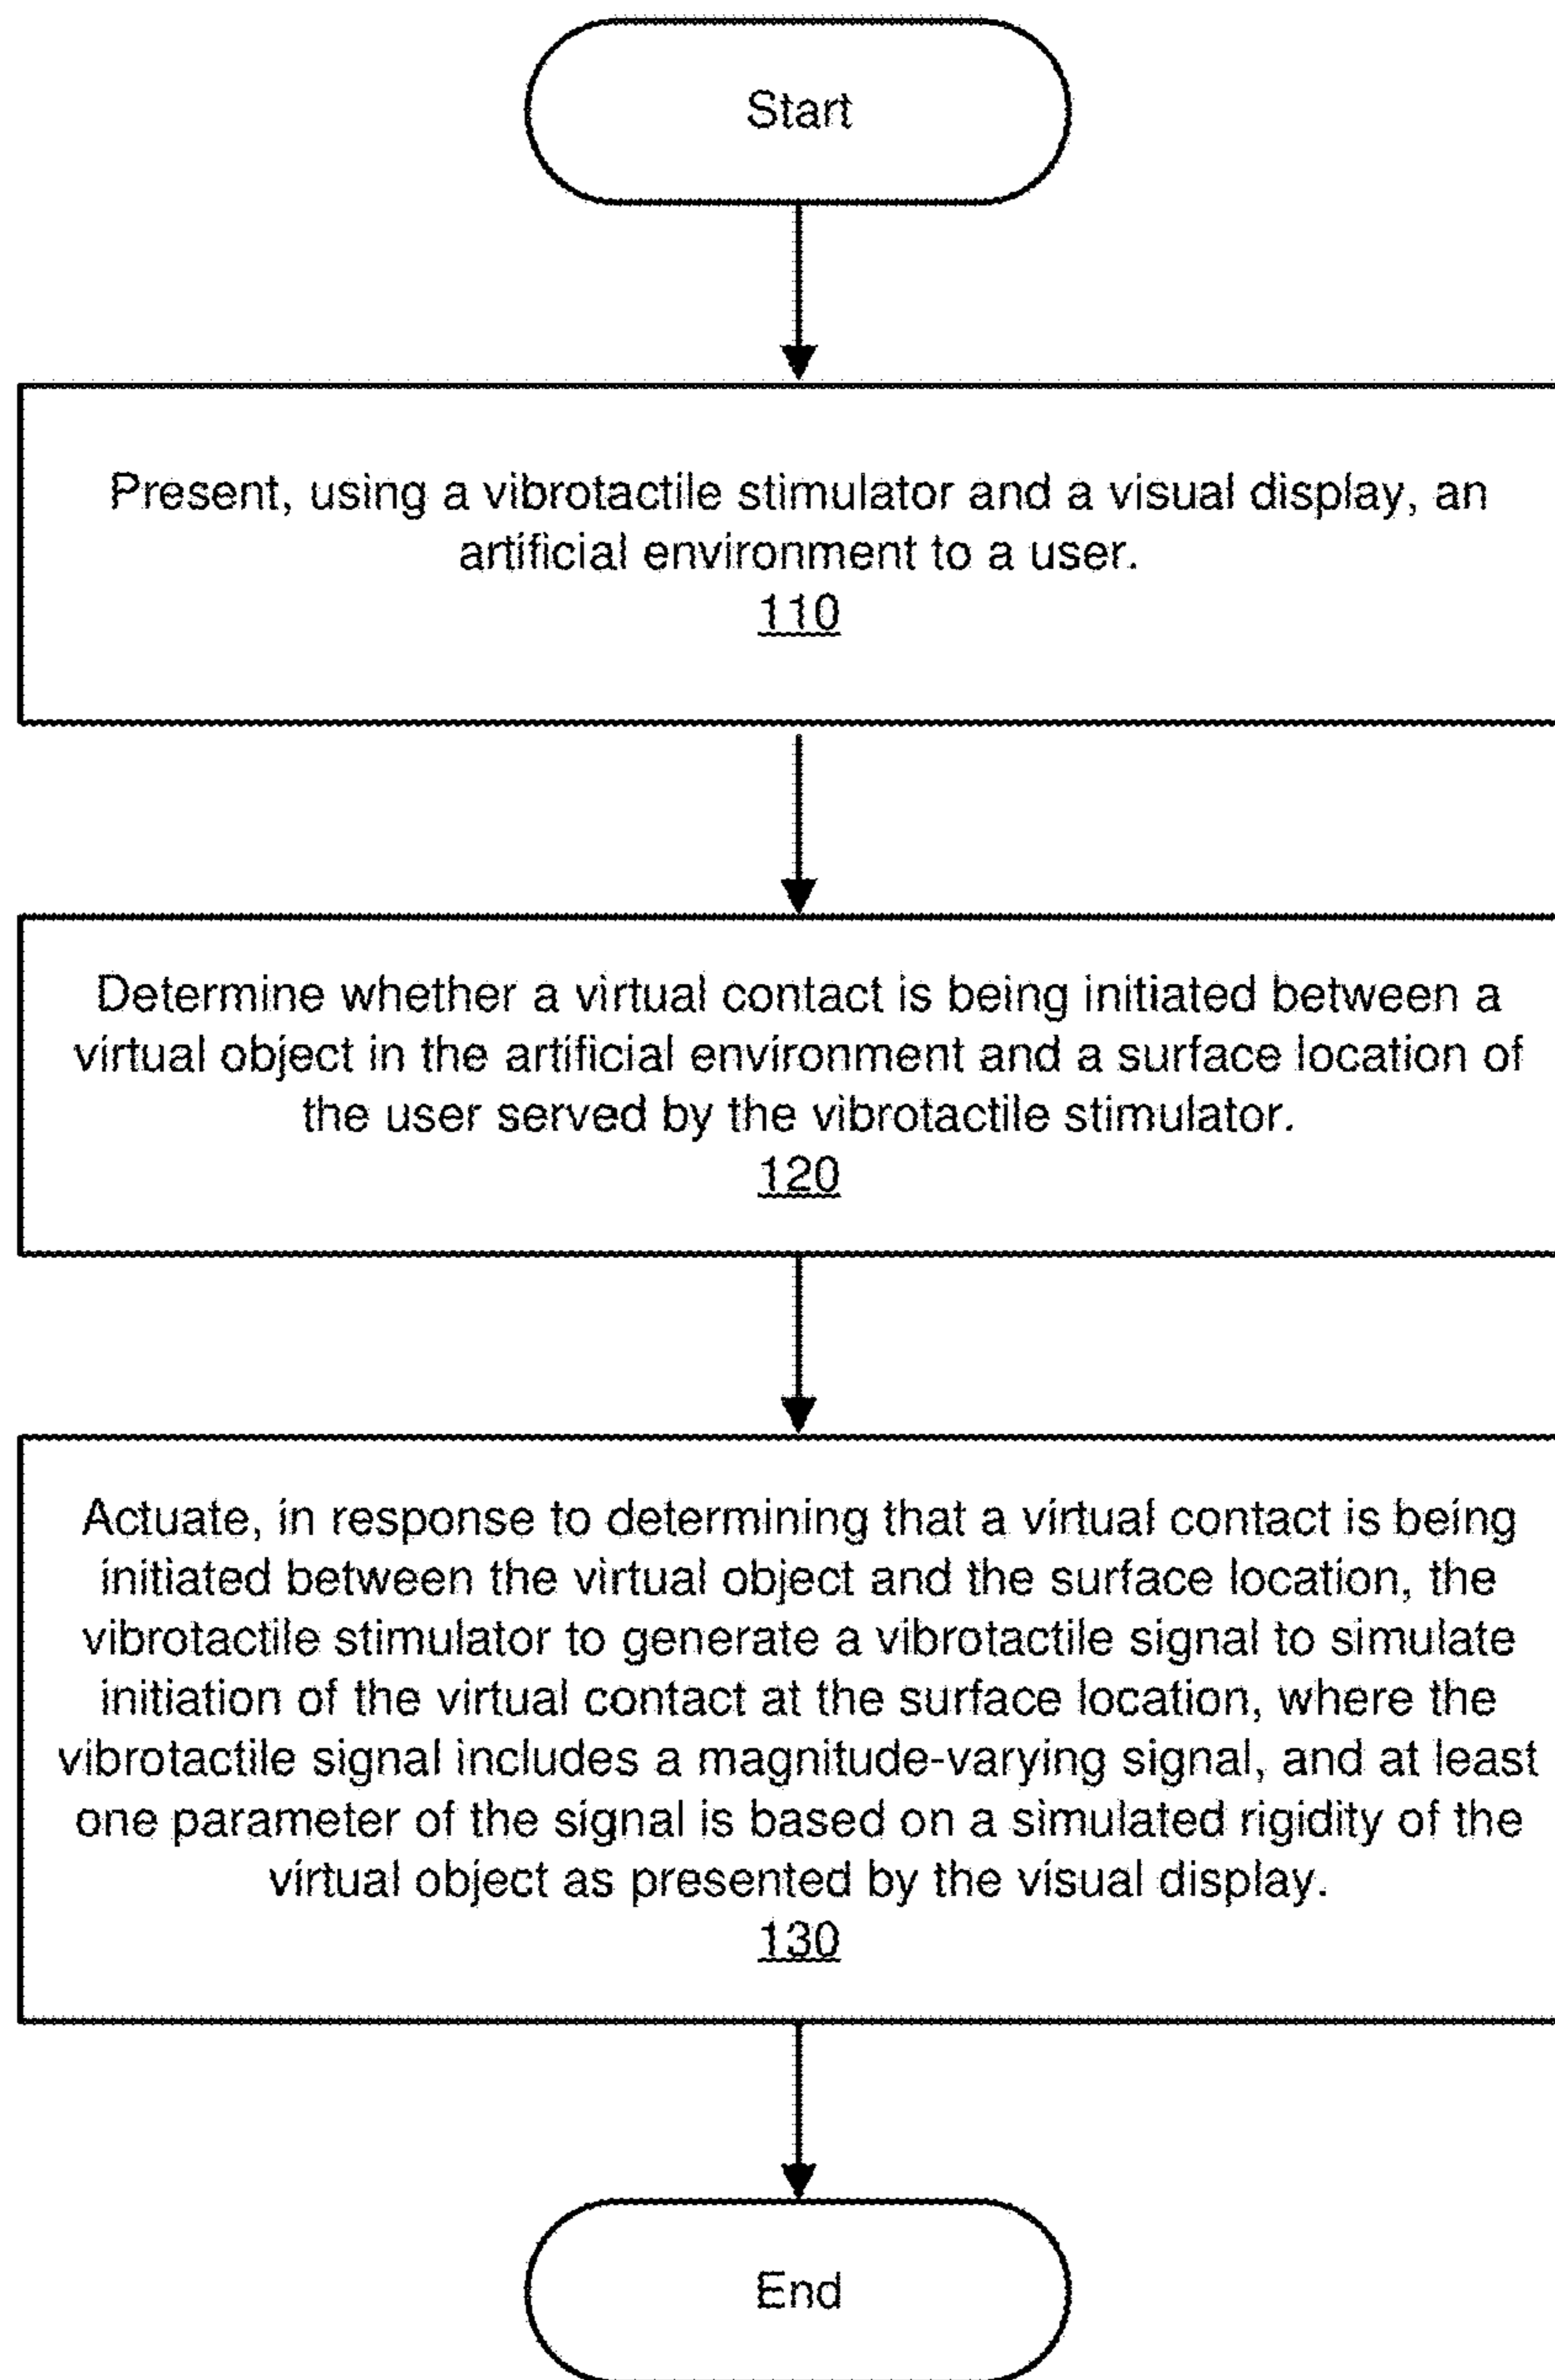 Start
Present, using a vibrotactile stimulator and a visual display, an
artificial environment to a user.
110
Determine whether a virtual contact is being initiated between a
virtual object in the artificial environment and a surface location of
the user served by the vibrotactile stimulator.
120
Actuate, in response to determining that a virtual contact is being
initiated between the virtual object and the surface location, the
vibrotactile stimulator to generate a vibrotactile signal to simulate
initiation of the virtual contact at the surface location, where the
vibrotactile signal includes a magnitude-varying signal, and at least
one parameter of the signal is based on a simulated rigidity of the
virtual object as presented by the visual display.
130
End